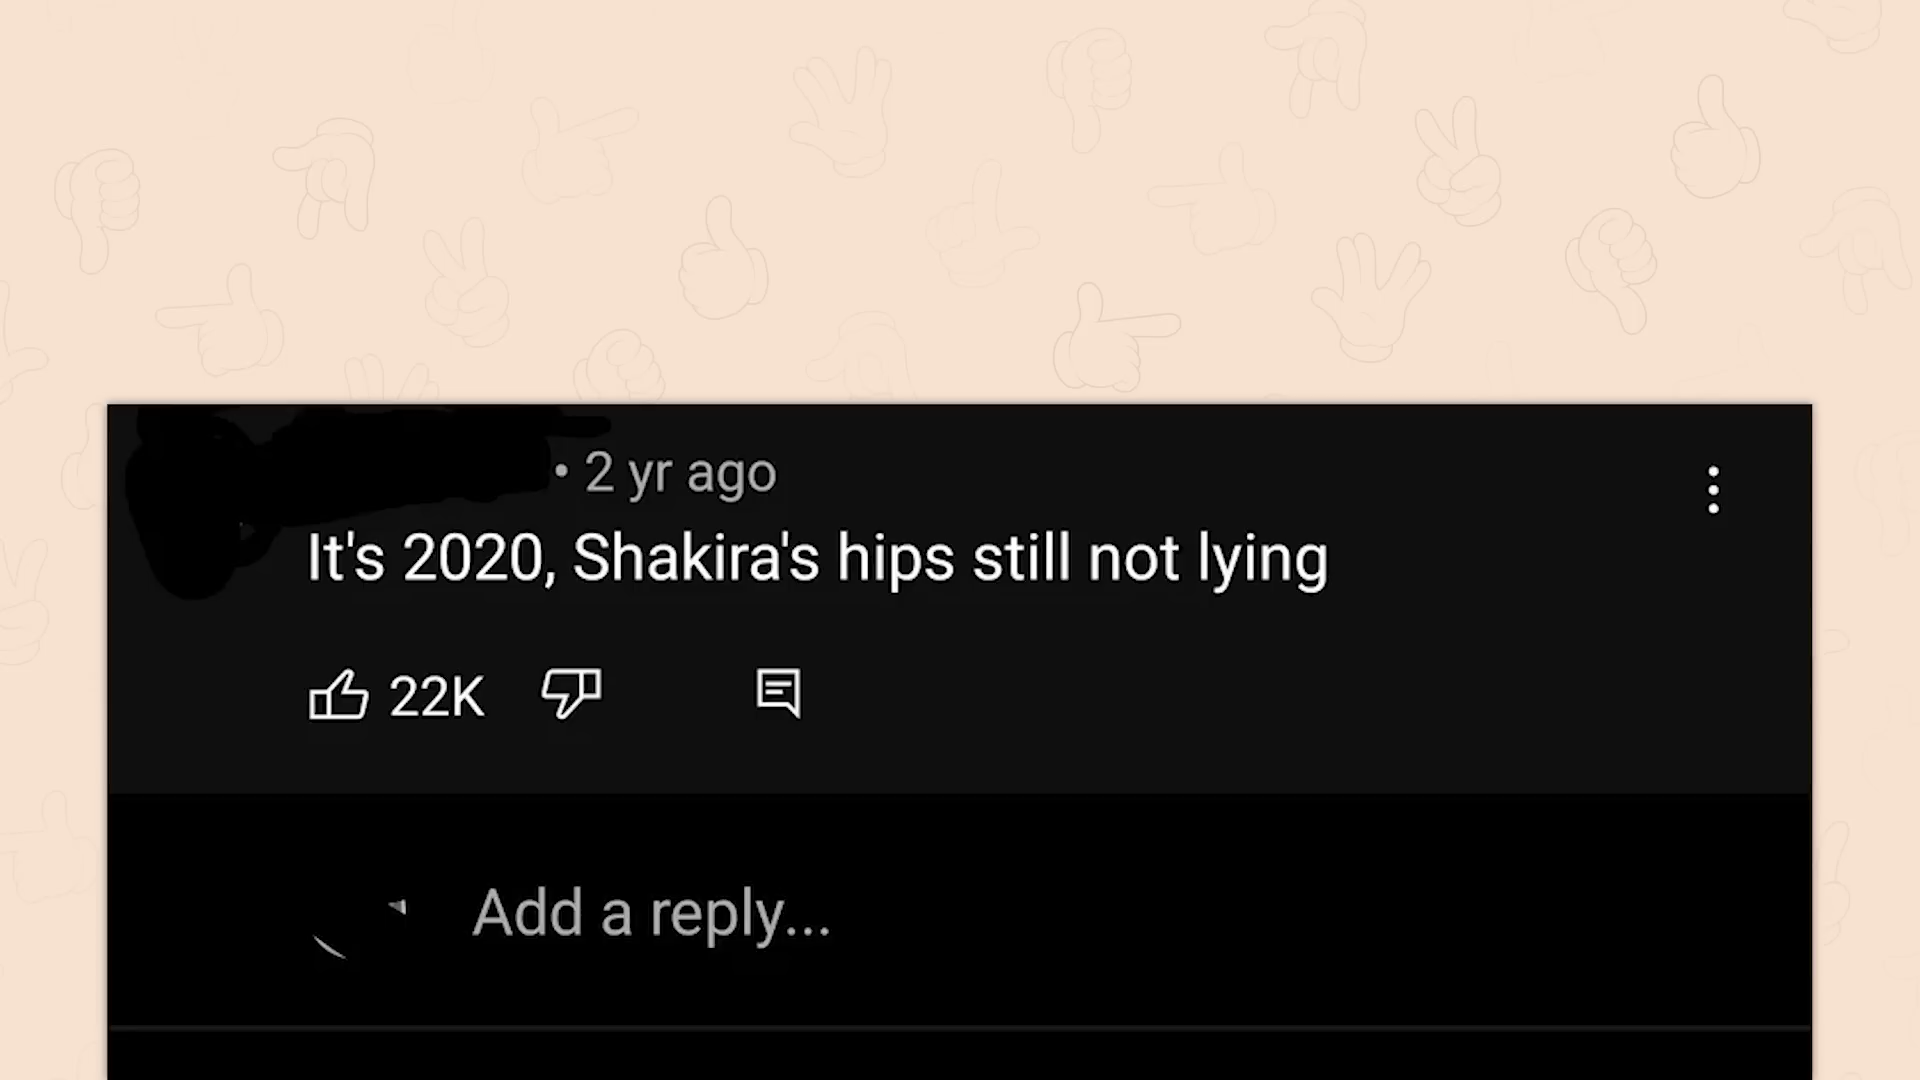 • 2 yr ago
It's 2020, Shakira's hips still not lying
22K
Add a reply...